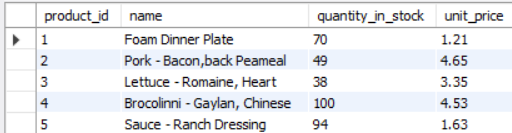 product_id name quantity_in_stock unit_price
1 Foam Dinner Plate 70 1.21
2 Pork - Bacon,back Peameal 49 4.65
3 Lettuce - Romaine, Heart 38 3.35
4 Brocolinni - Gaylan, Chinese 100 4.53
5 Sauce - Ranch Dressing 94 1.63